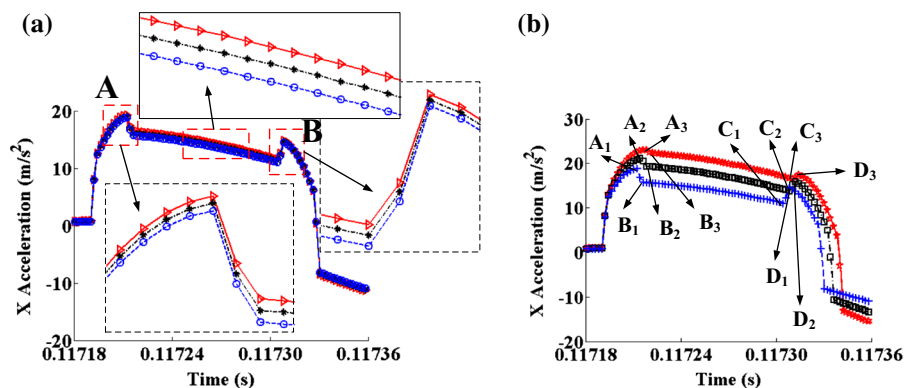 (a)
A
B
X Acceleration (m/s²)
20
10
0
-10
-20
0.11718 0.11724 0.11730 0.11736
Time (s)
(b)
X Acceleration (m/s²)
30
20
10
0
-10
-20
A₁ A₂ A₃ C₁ C₂ C₃
D₃
B₁ B₂ B₃
D₁
D₂
0.11718 0.11724 0.11730 0.11736
Time (s)